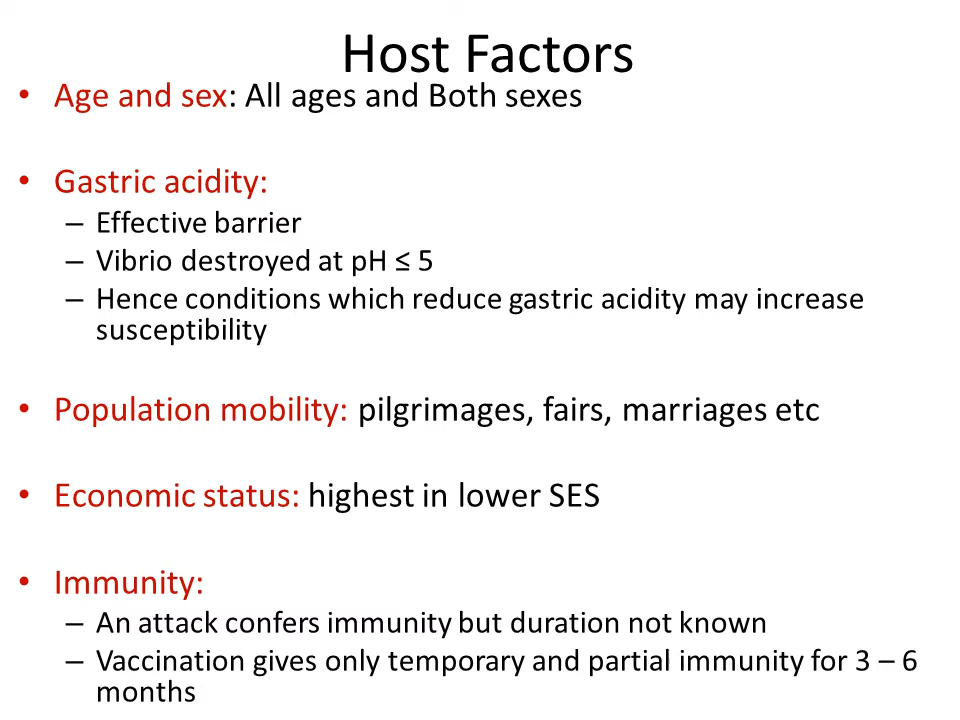 Host Factors
• Age and sex: All ages and Both sexes
• Gastric acidity:
– Effective barrier
– Vibrio destroyed at pH ≤ 5
– Hence conditions which reduce gastric acidity may increase
susceptibility
• Population mobility: pilgrimages, fairs, marriages etc
• Economic status: highest in lower SES
• Immunity:
– An attack confers immunity but duration not known
– Vaccination gives only temporary and partial immunity for 3 – 6
months